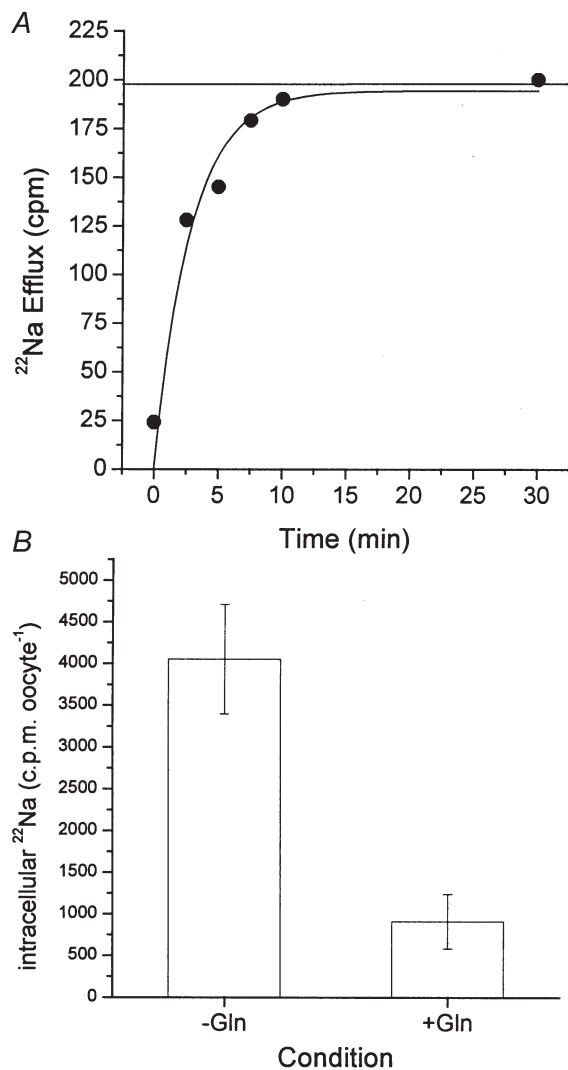 A
225
200
175
150
125
100
75
50
25
0
²²Na Efflux (cpm)
0 5 10 15 20 25 30
Time (min)
B
5000
4500
4000
3500
3000
2500
2000
1500
1000
500
0
intracellular ²²Na (c.p.m. oocyte⁻¹)
-Gln +Gln
Condition